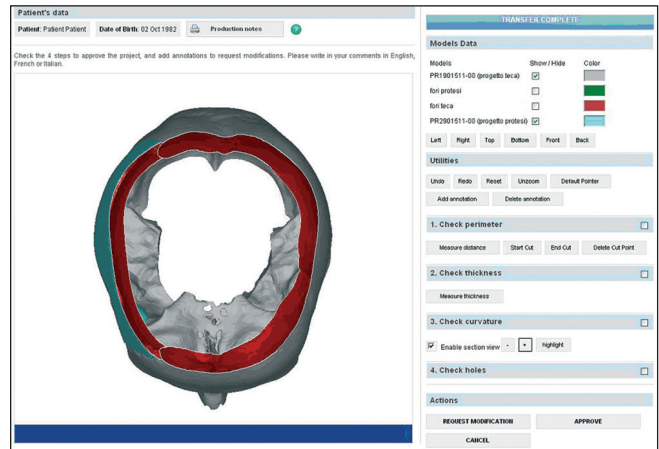 Patient's data
Patient: Patient Patient
Date of Birth: 02 Oct 1982
Production notes
?
Check the 4 steps to approve the project, and add annotations to request modifications. Please write in your comments in English,
French or Italian.
TRANSFER COMPLETE
Models Data
Models Show / Hide Color
PR1901511-00 (progetto teca)
fori protesi
fori teca
PR2901511-00 (progetto protesi)
Left Right Top Bottom Front Back
Utilities
Undo Redo Reset Unzoom Default Pointer
Add annotation Delete annotation
1. Check perimeter
Measure distance Start Cut End Cut Delete Cut Point
2. Check thickness
Measure thickness
3. Check curvature
Enable section view - + highlight
4. Check holes
Actions
REQUEST MODIFICATION APPROVE
CANCEL